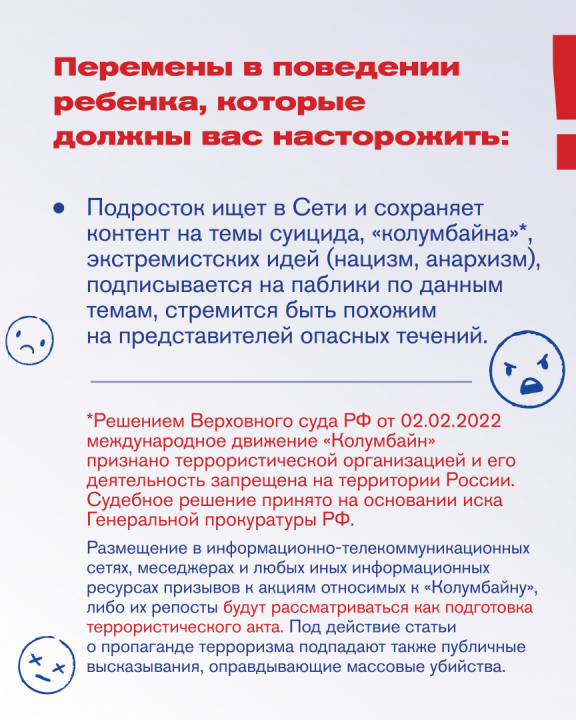 Перемены в поведении
ребенка, которые
должны вас насторожить:
!
• Подросток ищет в Сети и сохраняет
контент на темы суицида, «колумбайна»*,
экстремистских идей (нацизм, анархизм),
подписывается на паблики по данным
темам, стремится быть похожим
на представителей опасных течений.
*Решением Верховного суда РФ от 02.02.2022
международное движение «Колумбайн»
признано террористической организацией и его
деятельность запрещена на территории России.
Судебное решение принято на основании иска
Генеральной прокуратуры РФ.
Размещение в информационно-телекоммуникационных
сетях, меседжерах и любых иных информационных
ресурсах призывов к акциям относимых к «Колумбайну»,
либо их репосты будут рассматриваться как подготовка
террористического акта. Под действие статьи
о пропаганде терроризма подпадают также публичные
высказывания, оправдывающие массовые убийства.